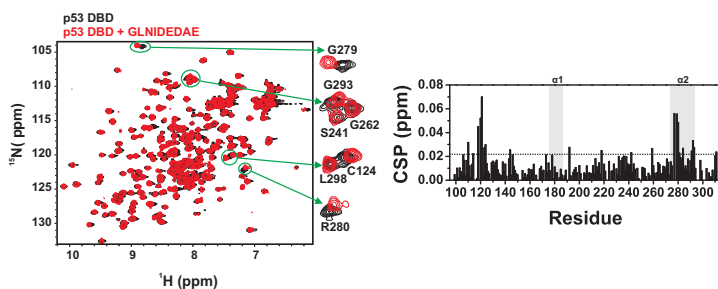 p53 DBD
p53 DBD + GLNIDEDAE
105
110
115
120
125
130
¹⁵N( ppm)
10
9
8
7
6
¹H (ppm)
G279
G293
S241
G262
L298
C124
R280
α1
α2
CSP (ppm)
0.08
0.06
0.04
0.02
0.00
100 120 140 160 180 200 220 240 260 280 300
Residue